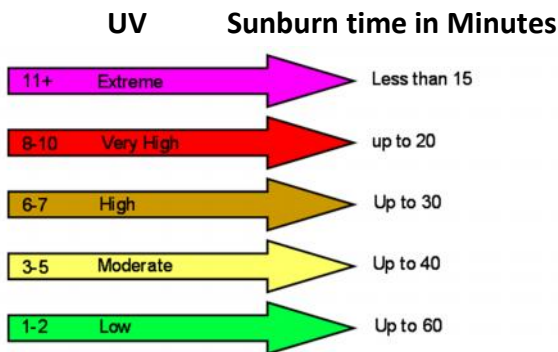 UV Sunburn time in Minutes
11+ Extreme Less than 15
8-10 Very High up to 20
6-7 High Up to 30
3-5 Moderate Up to 40
1-2 Low Up to 60